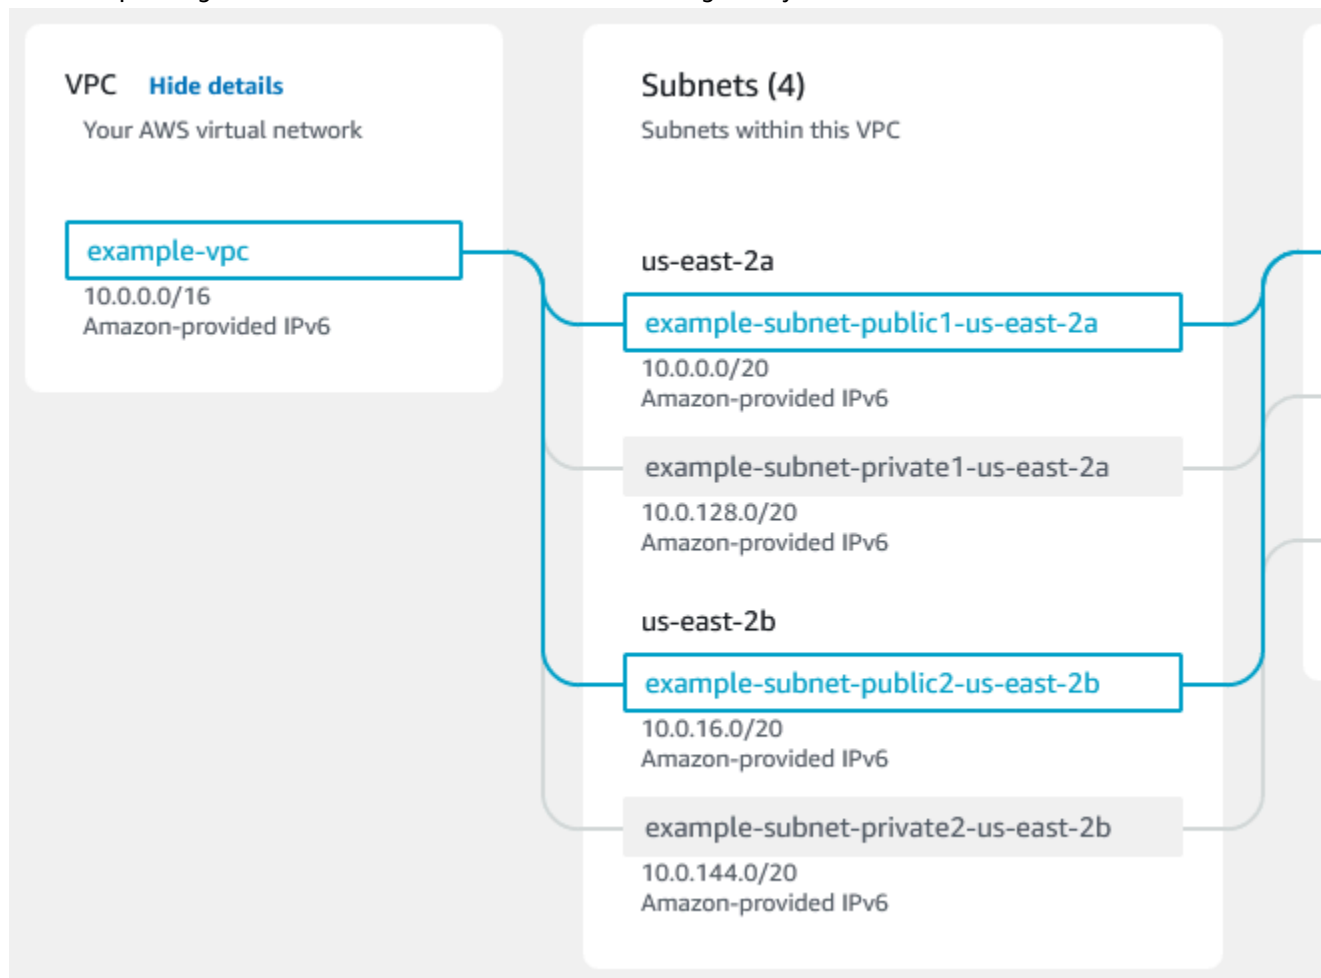 VPC Hide details
Your AWS virtual network
example-vpc
10.0.0.0/16
Amazon-provided IPv6
Subnets (4)
Subnets within this VPC
us-east-2a
example-subnet-public1-us-east-2a
10.0.0.0/20
Amazon-provided IPv6
example-subnet-private1-us-east-2a
10.0.128.0/20
Amazon-provided IPv6
us-east-2b
example-subnet-public2-us-east-2b
10.0.16.0/20
Amazon-provided IPv6
example-subnet-private2-us-east-2b
10.0.144.0/20
Amazon-provided IPv6